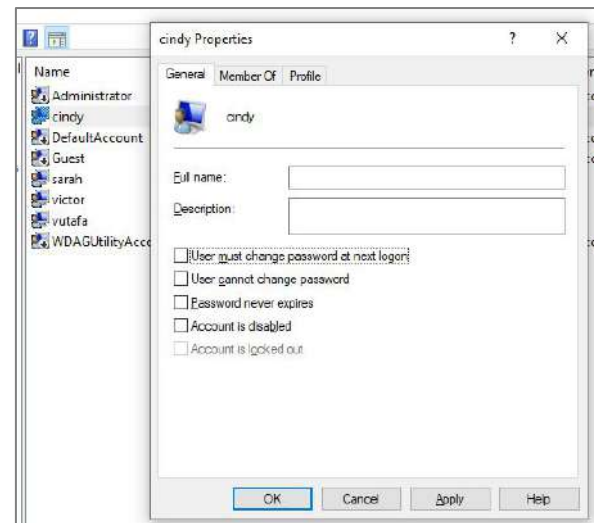 cindy Properties
?
Name
Administrator
cindy
DefaultAccount
Guest
sarah
victor
vutafa
WDAGUtilityAcco
General Member Of Profile
cindy
Full name:
Description:
User must change password at next logon
User cannot change password
Password never expires
Account is disabled
Account is locked out
OK Cancel Apply Help